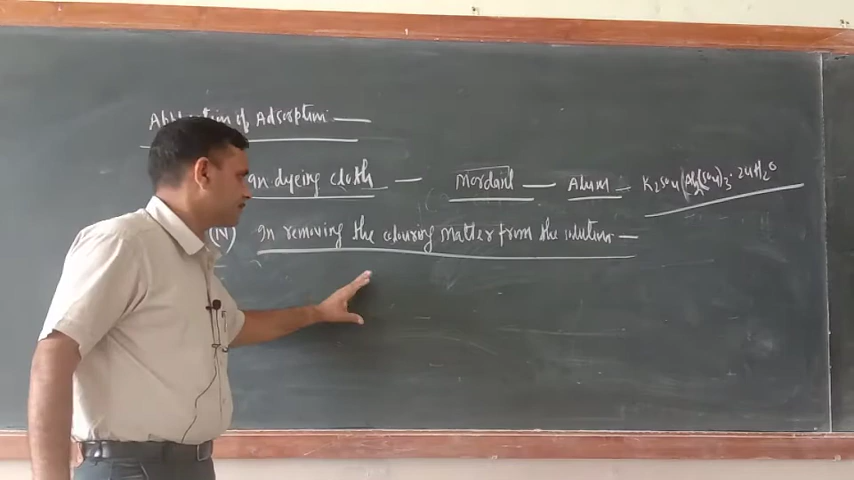 of Adsorption —
In dyeing cloth — Mordant — Alum — K2SO4 Al2(SO4)3 . 24H2O
(iv) In removing the colouring matter from the solution —